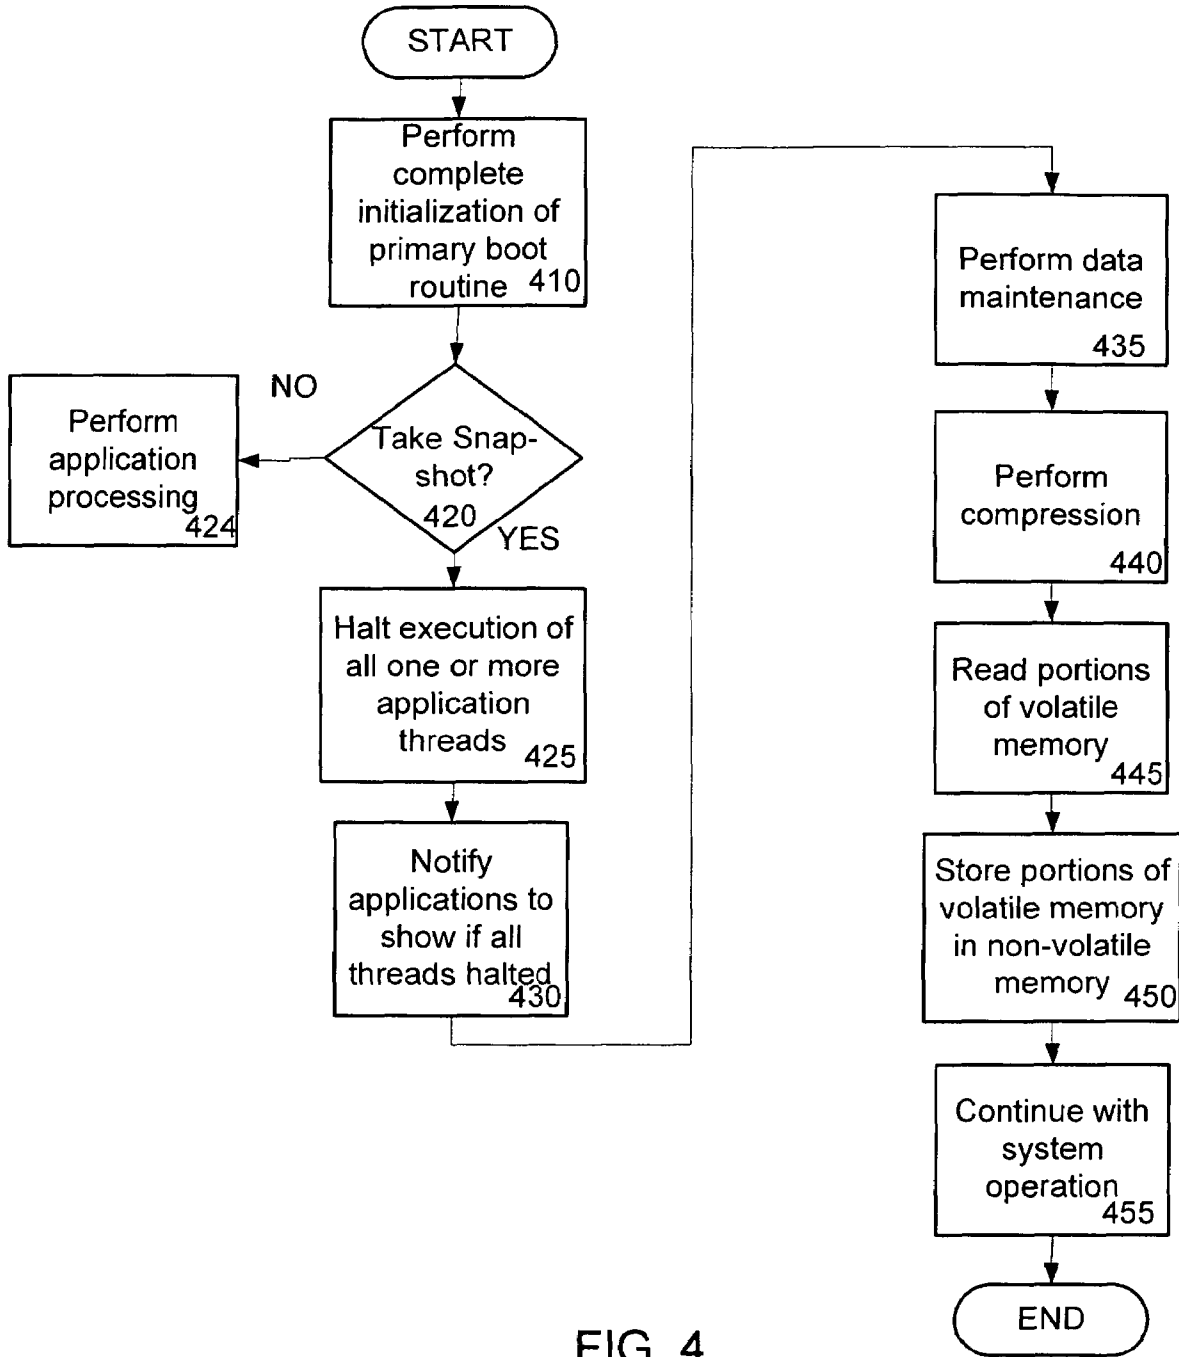 START
Perform
complete
initialization of
primary boot
routine 410
NO
Perform
application
processing
424
Take Snap-
shot?
420
YES
Halt execution of
all one or more
application
threads 425
Notify
applications to
show if all
threads halted
430
Perform data
maintenance
435
Perform
compression
440
Read portions
of volatile
memory
445
Store portions of
volatile memory
in non-volatile
memory 450
Continue with
system
operation
455
END
FIG. 4